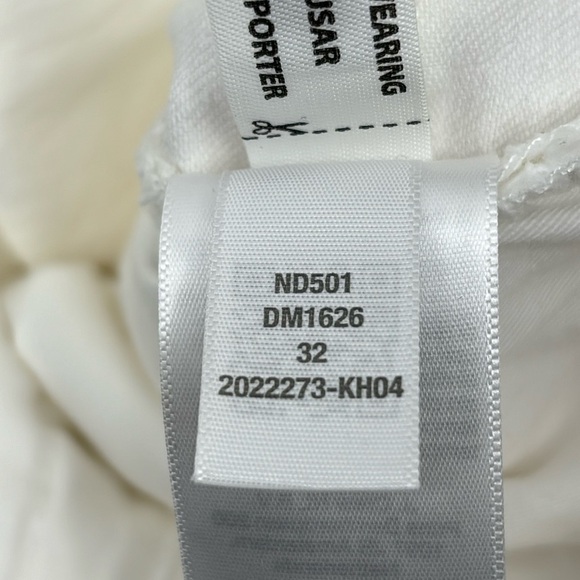 WEARING
USAR
PORTER
ND501
DM1626
32
2022273-KH04